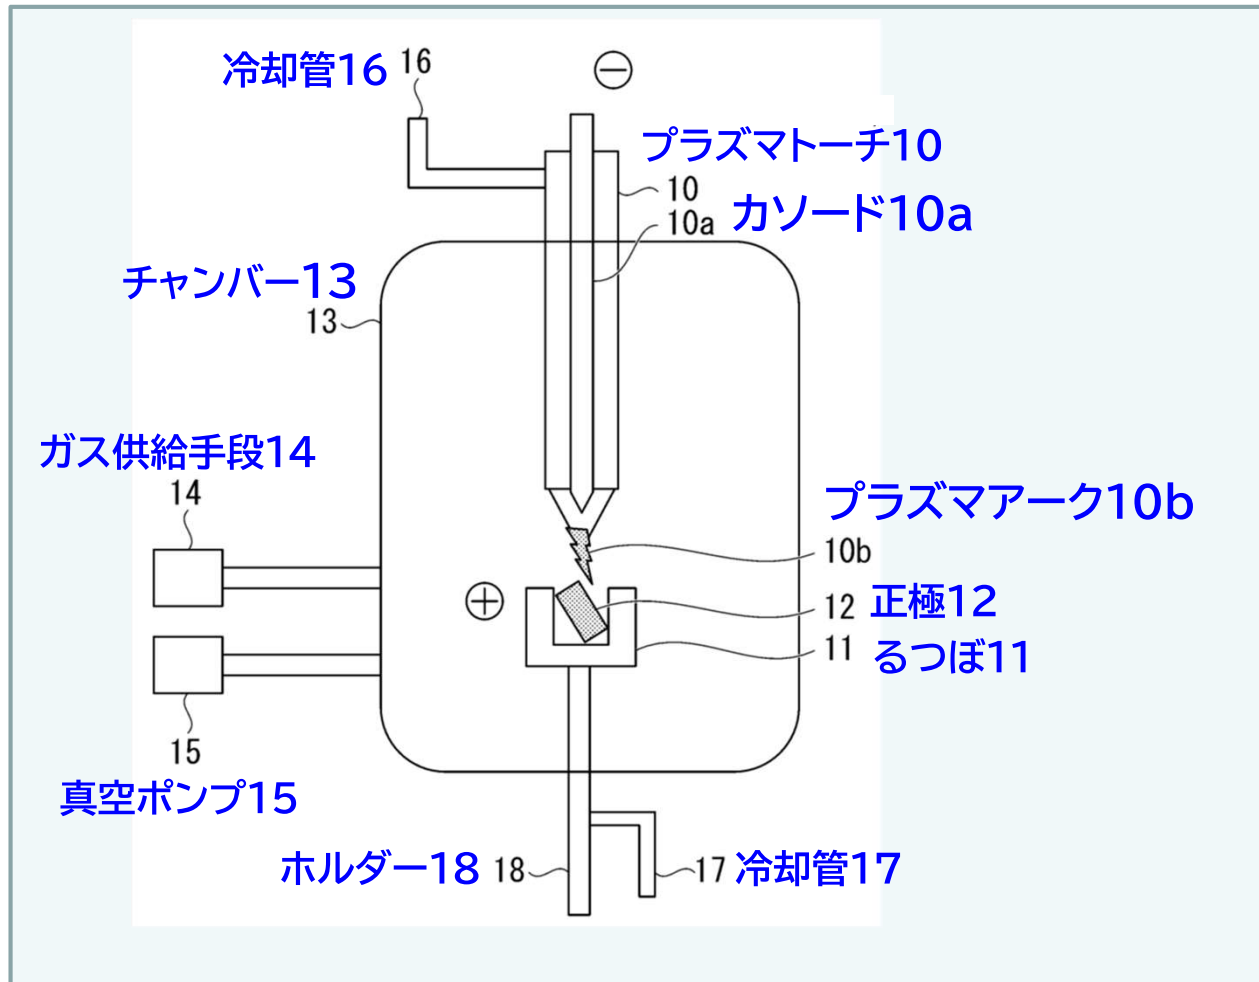 冷却管16 16
⊖
プラズマトーチ10
10
10a カソード10a
チャンバー13
13
ガス供給手段14
14
プラズマアーク10b
10b
⊕
12 正極12
11 るつぼ11
15
真空ポンプ15
ホルダー18 18
17 冷却管17